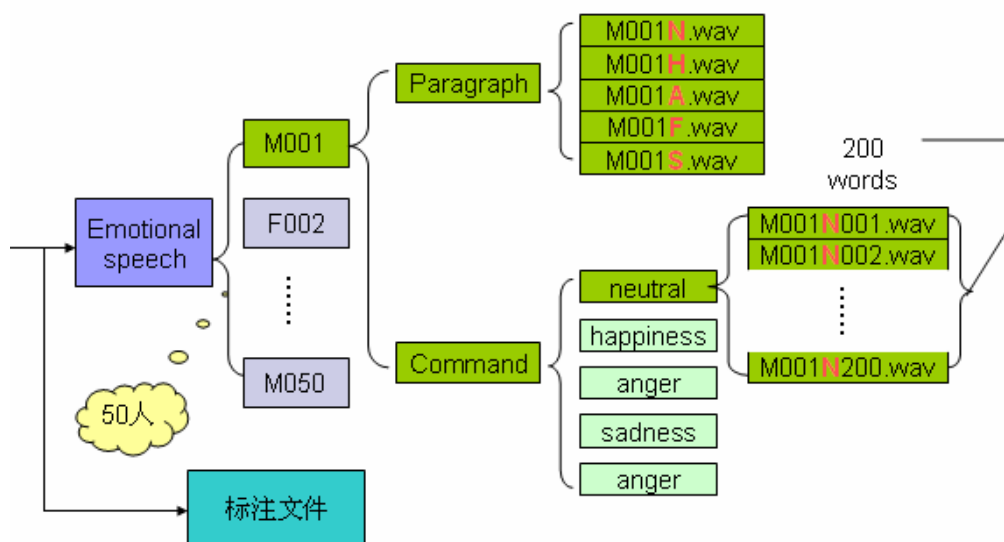 Emotional
speech
50人
标注文件
M001
F002
M050
Paragraph
Command
M001N.wav
M001H.wav
M001A.wav
M001F.wav
M001S.wav
neutral
happiness
anger
sadness
anger
200
words
M001N001.wav
M001N002.wav
M001N200.wav